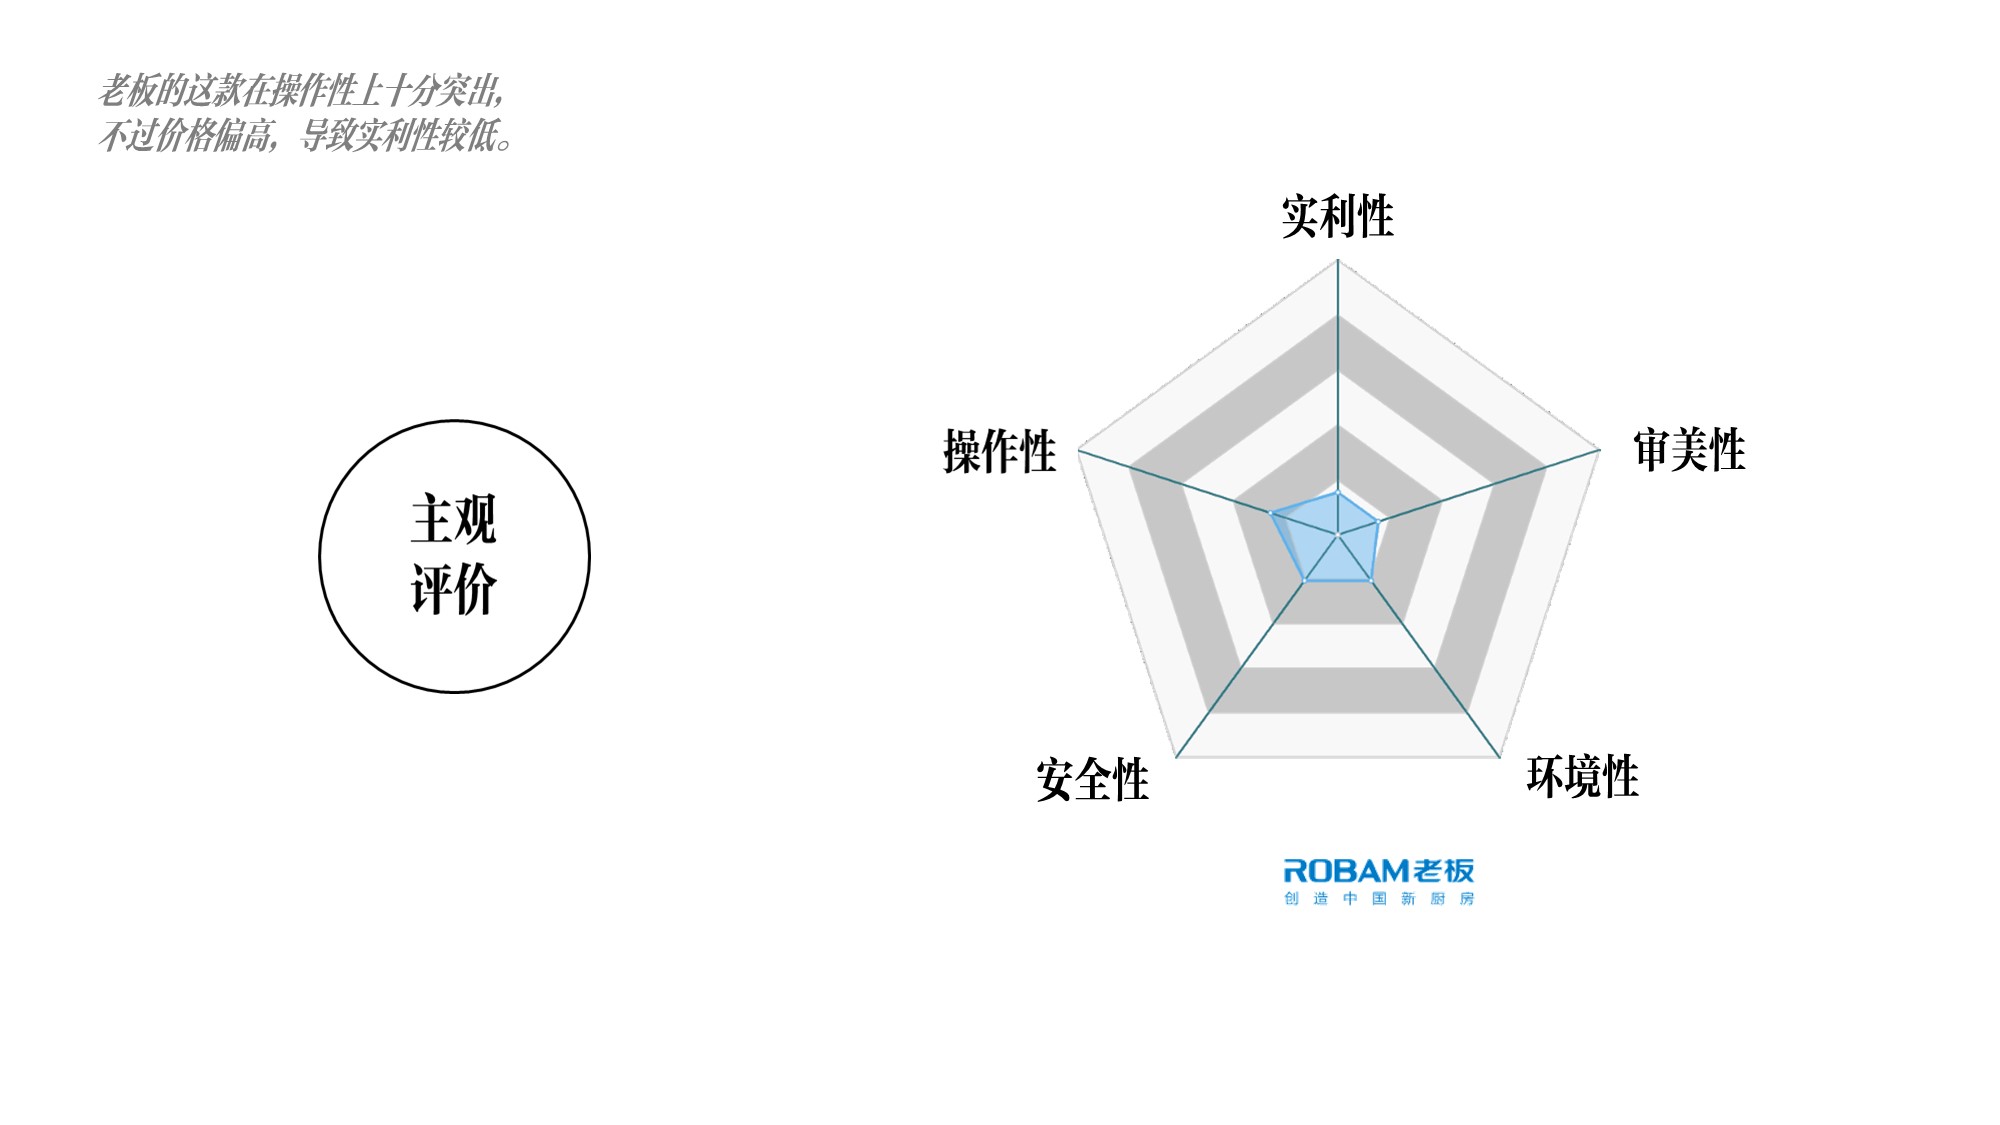 老板的这款在操作性上十分突出，
不过价格偏高，导致实利性较低。
主观
评价
实利性
操作性
审美性
安全性
环境性
ROBAM老板
创造中国新厨房